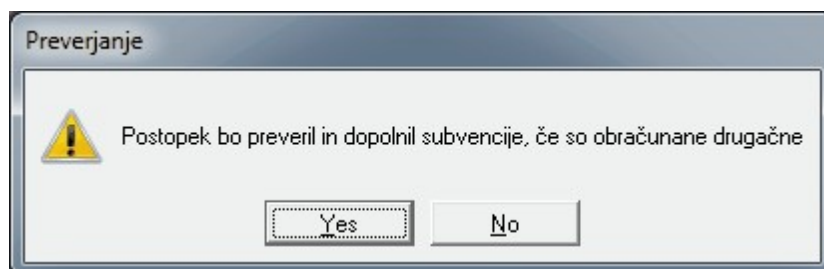 Preverjanje
Postopek bo preveril in dopolnil subvencije, če so obračunane drugačne
Yes
No